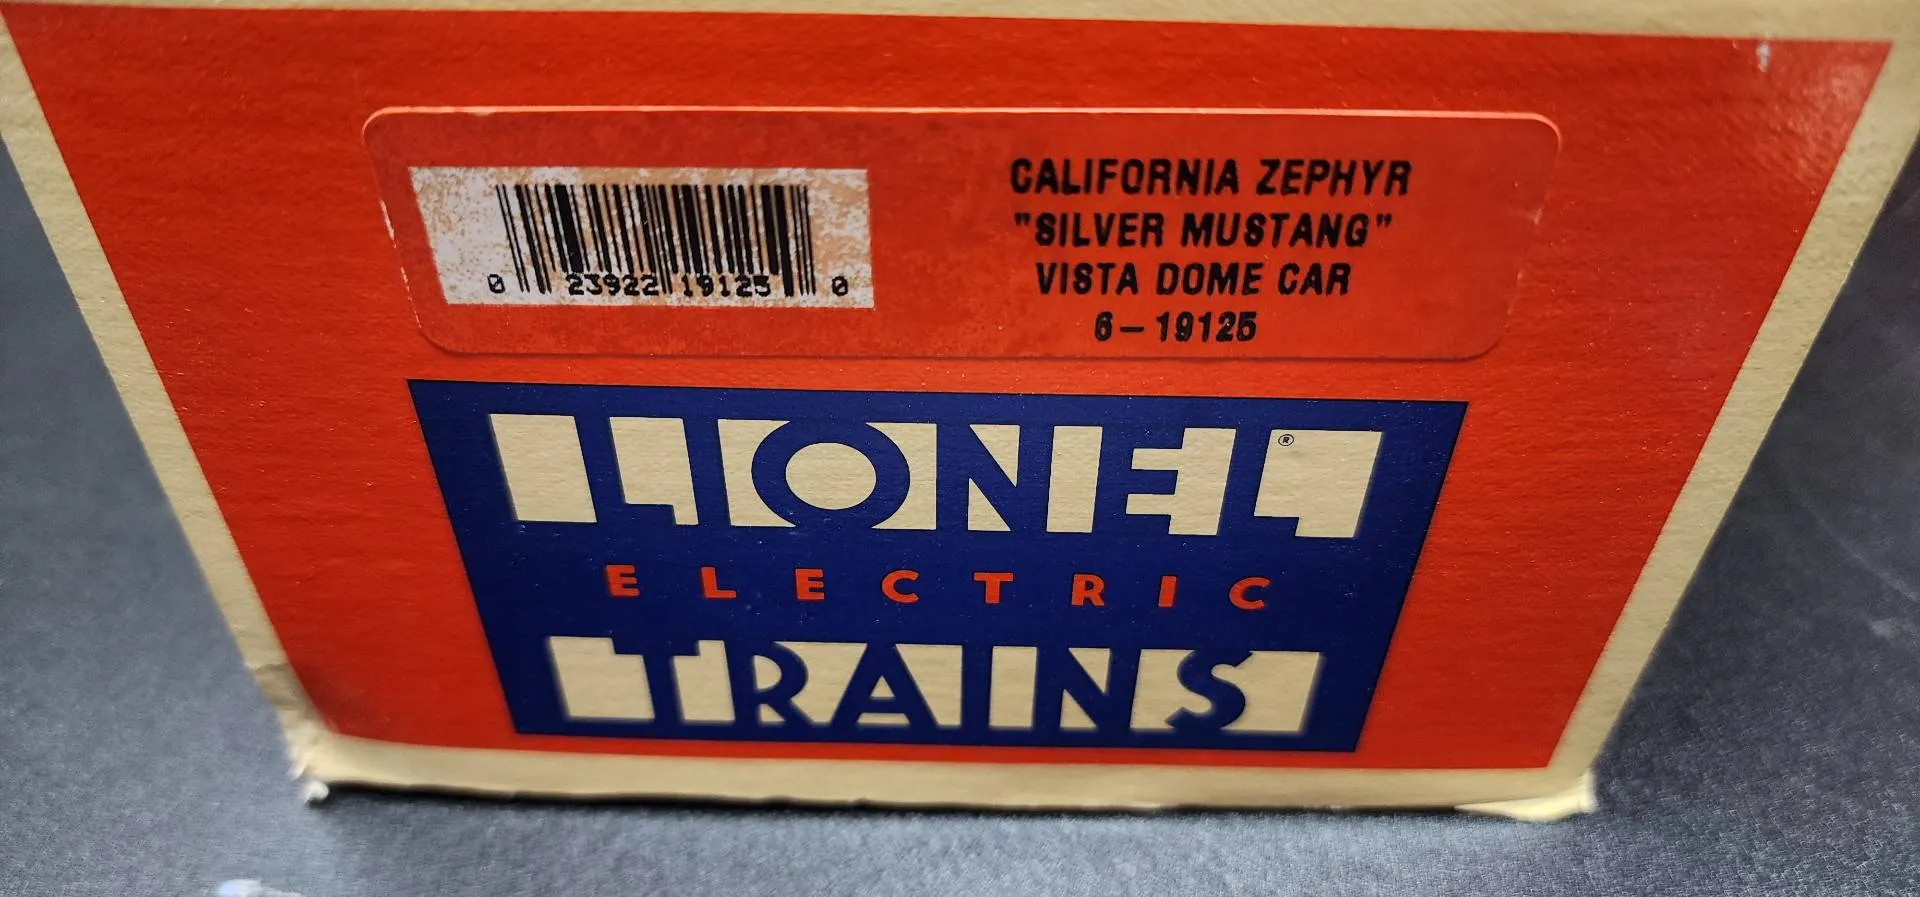 CALIFORNIA ZEPHYR
"SILVER MUSTANG"
VISTA DOME CAR
6-19125
0 23922 19125 0
LIONEL ®
ELECTRIC
TRAINS